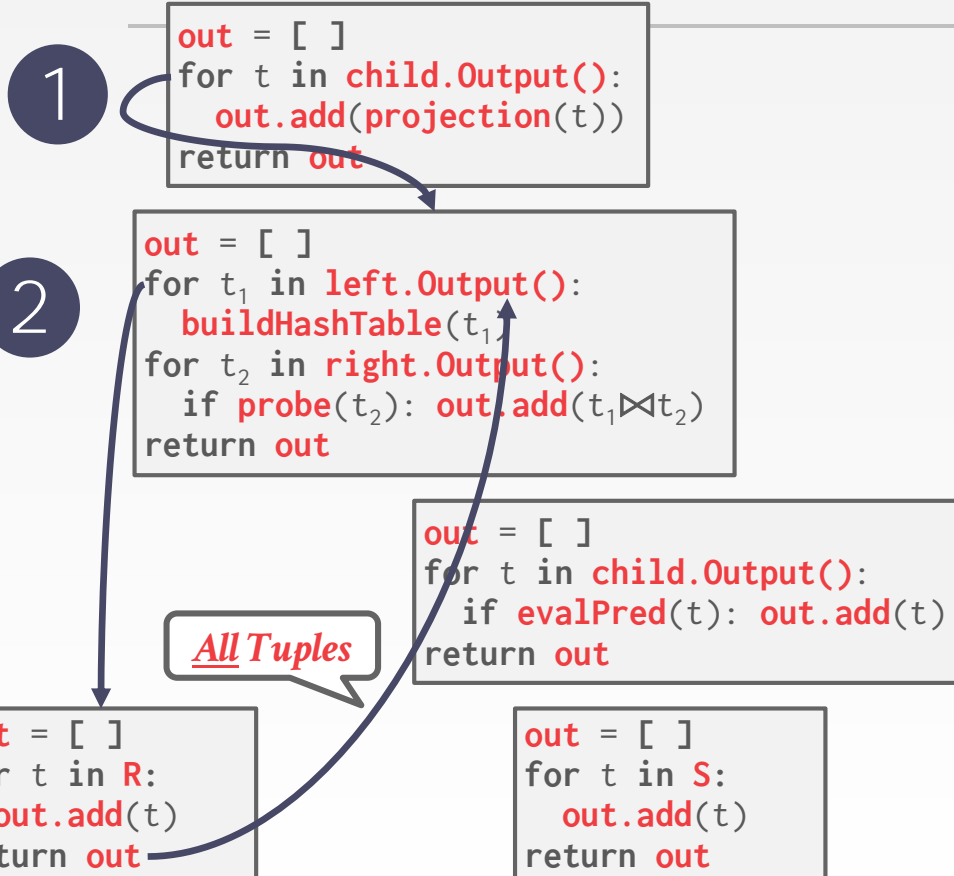 1
out = [ ]
for t in child.Output():
out.add(projection(t))
return out
2
out = [ ]
for t₁ in left.Output():
buildHashTable(t₁)
for t₂ in right.Output():
if probe(t₂): out.add(t₁⋈t₂)
return out
out = [ ]
for t in child.Output():
if evalPred(t): out.add(t)
return out
All Tuples
t = [ ]
r t in R:
out.add(t)
turn out
out = [ ]
for t in S:
out.add(t)
return out